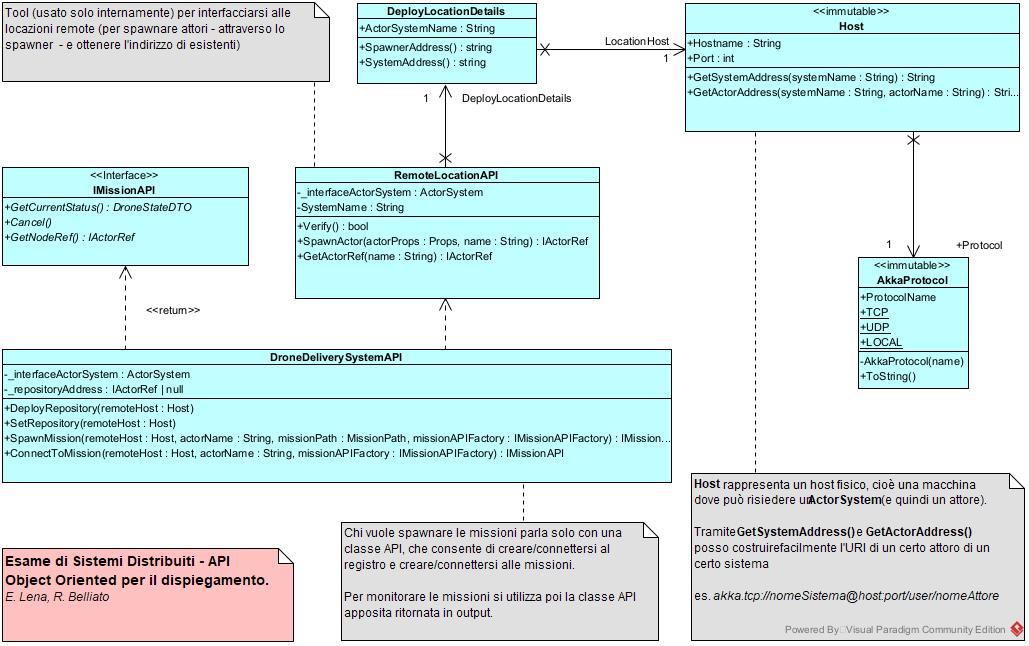 Tool (usato solo internamente) per interfacciarsi alle
locazioni remote (per spawnare attori - attraverso lo
spawner - e ottenere l'indirizzo di esistenti)
DeployLocationDetails
+ActorSystemName : String
+SpawnerAddress() : string
+SystemAddress() : string
LocationHost
1
<<immutable>>
Host
+Hostname : String
+Port : int
+GetSystemAddress(systemName : String) : String
+GetActorAddress(systemName : String, actorName : String) : Stri...
1
DeployLocationDetails
<<Interface>>
IMissionAPI
+GetCurrentStatus() : DroneStateDTO
+Cancel()
+GetNodeRef() : IActorRef
RemoteLocationAPI
-_interfaceActorSystem : ActorSystem
-SystemName : String
+Verify() : bool
+SpawnActor(actorProps : Props, name : String) : IActorRef
+GetActorRef(name : String) : IActorRef
1
+Protocol
<<immutable>>
AkkaProtocol
+ProtocolName
+TCP
+UDP
+LOCAL
-AkkaProtocol(name)
+ToString()
<<return>>
DroneDeliverySystemAPI
-_interfaceActorSystem : ActorSystem
-_repositoryAddress : IActorRef | null
+DeployRepository(remoteHost : Host)
+SetRepository(remoteHost : Host)
+SpawnMission(remoteHost : Host, actorName : String, missionPath : MissionPath, missionAPIFactory : IMissionAPIFactory) : IMission...
+ConnectToMission(remoteHost : Host, actorName : String, missionAPIFactory : IMissionAPIFactory) : IMissionAPI
Host rappresenta un host fisico, cioè una macchina
dove può risiedere un ActorSystem (e quindi un attore).
Tramite GetSystemAddress() e GetActorAddress()
posso costruirefacilmente l'URI di un certo attoro di un
certo sistema
es. akka.tcp://nomeSistema@host:port/user/nomeAttore
Chi vuole spawnare le missioni parla solo con una
classe API, che consente di creare/connettersi al
registro e creare/connettersi alle missioni.
Per monitorare le missioni si utilizza poi la classe API
apposita ritornata in output.
Esame di Sistemi Distribuiti - API
Object Oriented per il dispiegamento.
E. Lena, R. Belliato
Powered By Visual Paradigm Community Edition